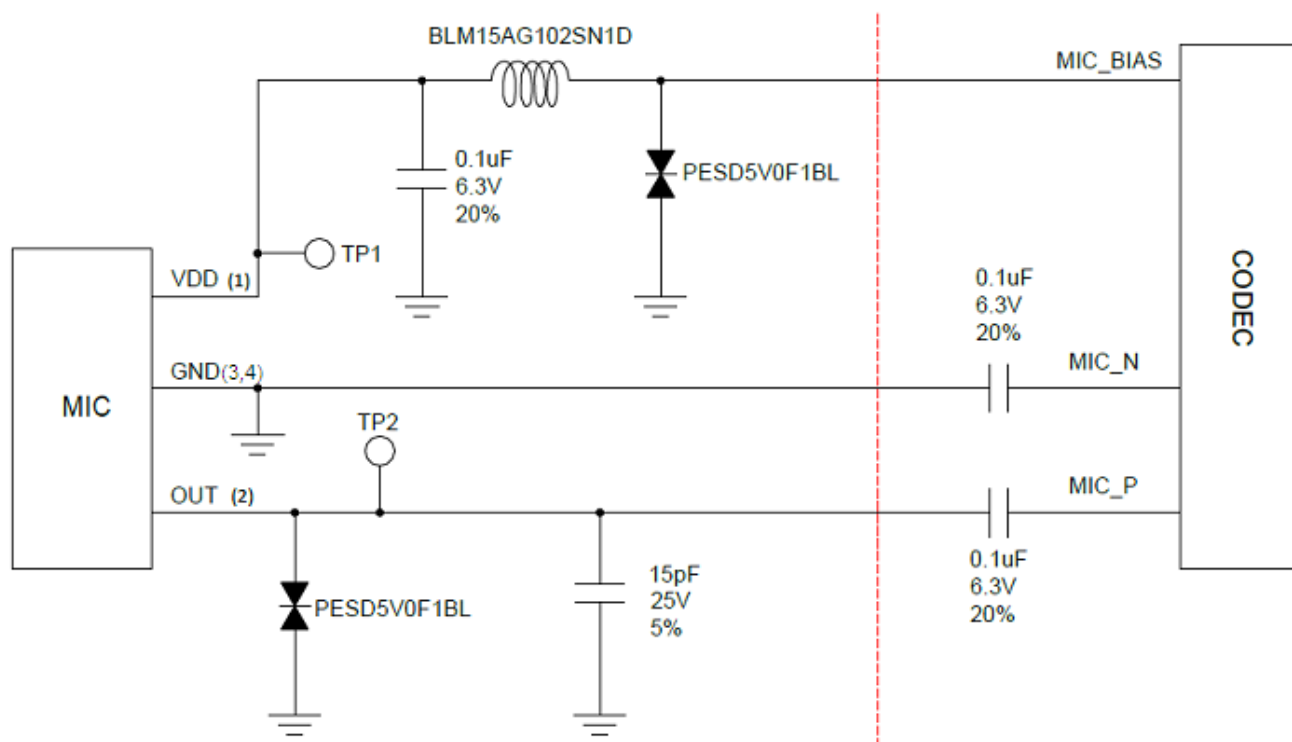 BLM15AG102SN1D
MIC_BIAS
0.1uF
6.3V
20%
PESD5V0F1BL
TP1
VDD (1)
0.1uF
6.3V
20%
CODEC
GND(3,4)
MIC_N
MIC
TP2
OUT (2)
MIC_P
PESD5V0F1BL
15pF
25V
5%
0.1uF
6.3V
20%